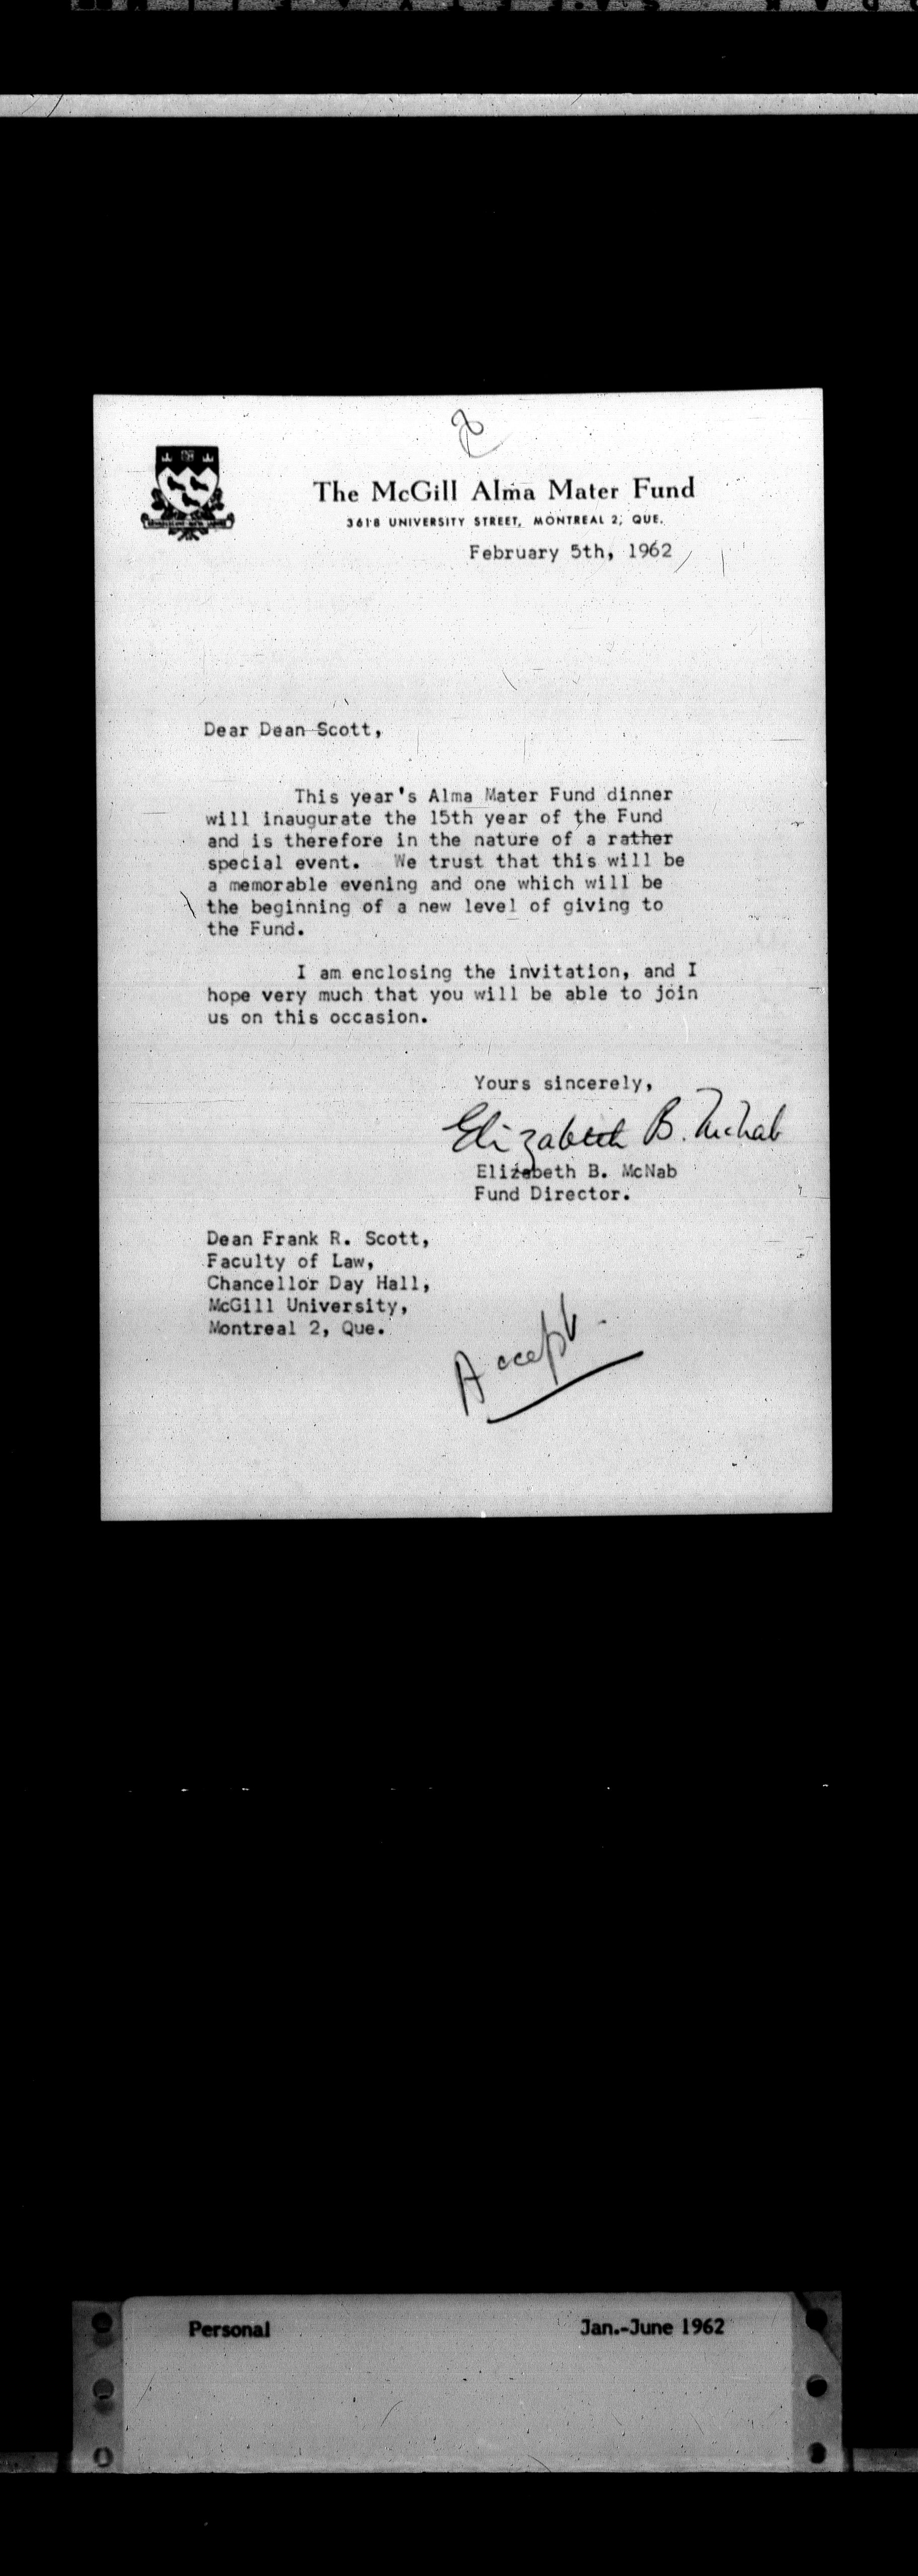 The McGill Alma Mater Fund
3618 UNIVERSITY STREET, MONTREAL 2, QUE.
February 5th, 1962
Dear Dean Scott,
This year's Alma Mater Fund dinner
will inaugurate the 15th year of the Fund
and is therefore in the nature of a rather
special event. We trust that this will be
a memorable evening and one which will be
the beginning of a new level of giving to
the Fund.
I am enclosing the invitation, and I
hope very much that you will be able to join
us on this occasion.
Yours sincerely,
Elizabeth B. McNab
Elizabeth B. McNab
Fund Director.
Dean Frank R. Scott,
Faculty of Law,
Chancellor Day Hall,
McGill University,
Montreal 2, Que.
Accept.
Personal Jan.-June 1962